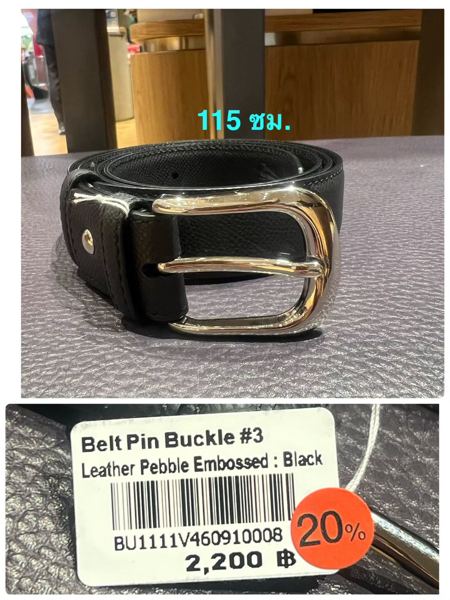 115 ซม.
Belt Pin Buckle #3
Leather Pebble Embossed : Black
BU1111V460910008
20%
2,200 ฿